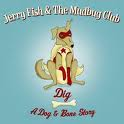 Jerry Fish & The Mudbug Club
Dig
A Dog & Bone Story